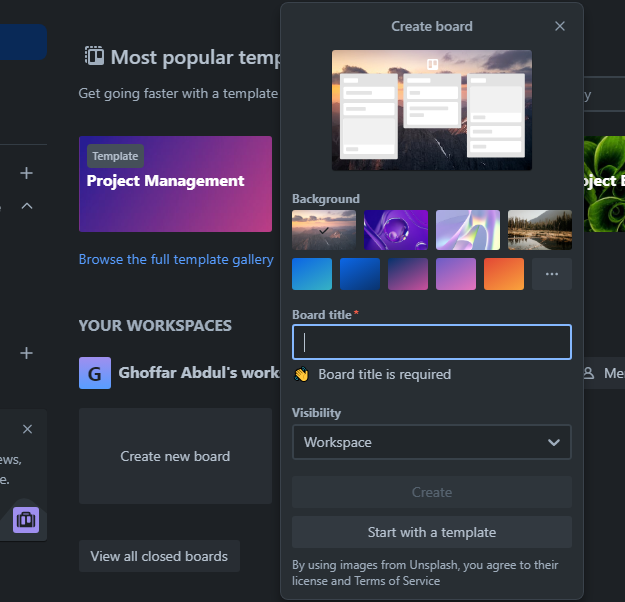 Most popular temp
Get going faster with a template
Template
Project Management
Browse the full template gallery
YOUR WORKSPACES
G
Ghoffar Abdul's work
Create new board
View all closed boards
Create board
Background
Board title*
Board title is required
Visibility
Workspace
Create
Start with a template
By using images from Unsplash, you agree to their
license and Terms of Service